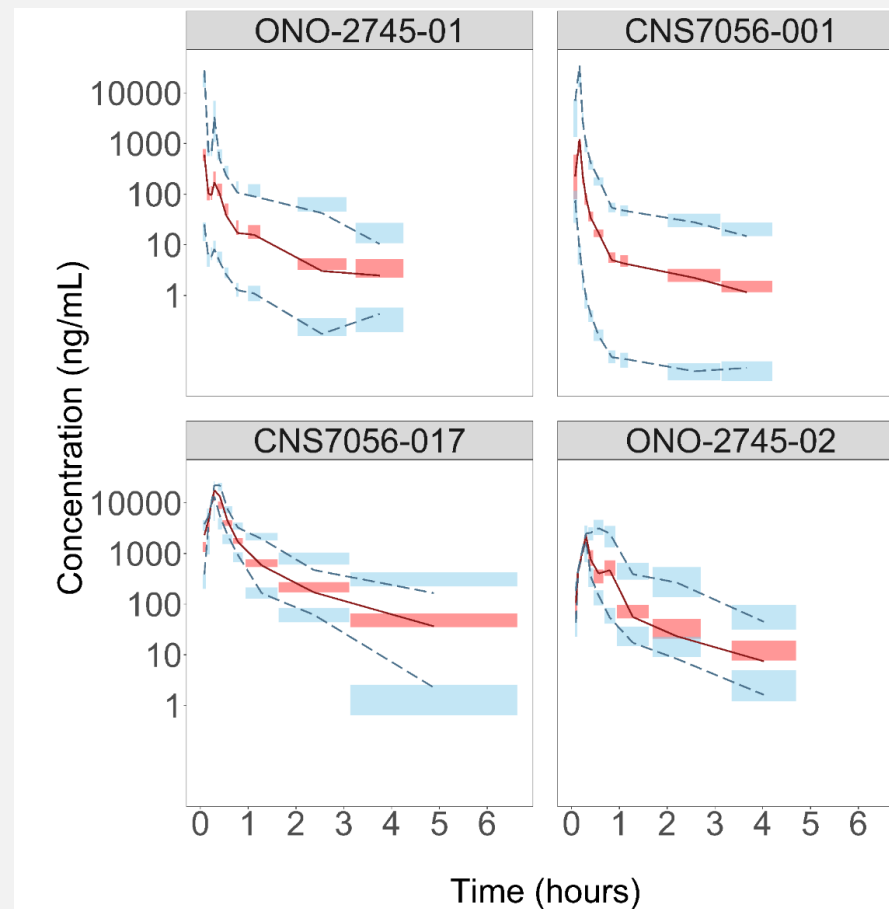 ONO-2745-01
CNS7056-001
10000
1000
100
10
1
CNS7056-017
ONO-2745-02
10000
1000
100
10
1
0 1 2 3 4 5 6
0 1 2 3 4 5 6
Concentration (ng/mL)
Time (hours)